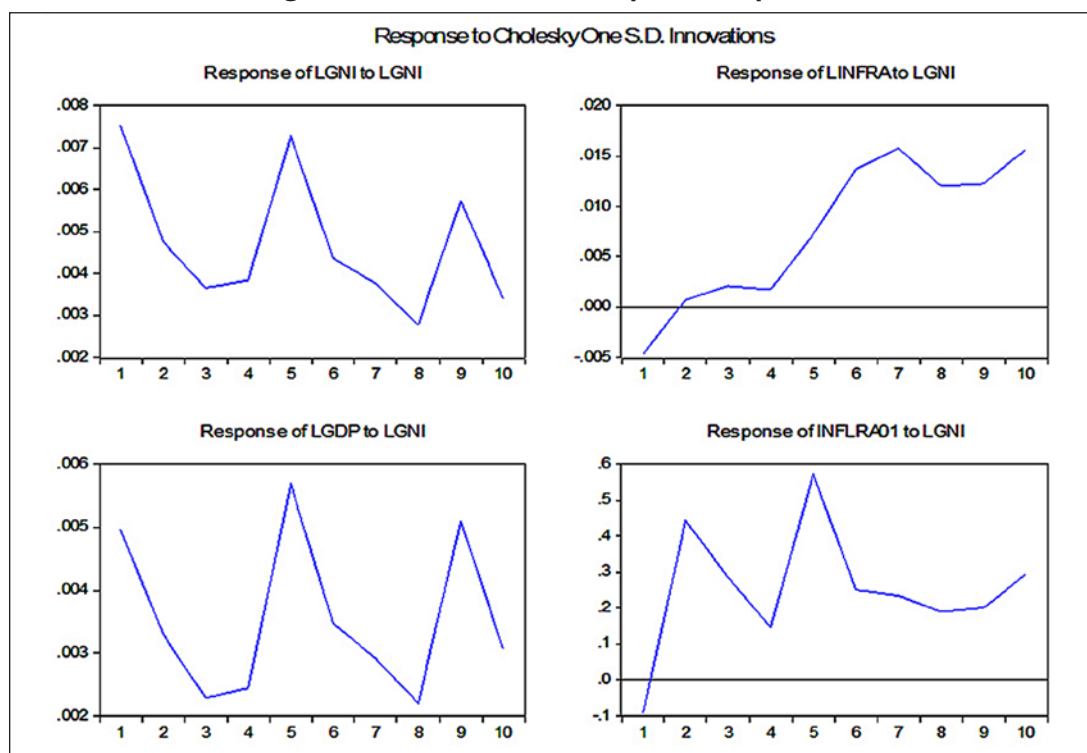 Response to Cholesky One S.D. Innovations
Response of LGNI to LGNI
.008
.007
.006
.005
.004
.003
.002
1 2 3 4 5 6 7 8 9 10
Response of LINFRA to LGNI
.020
.015
.010
.005
.000
-.005
1 2 3 4 5 6 7 8 9 10
Response of LGDP to LGNI
.006
.005
.004
.003
.002
1 2 3 4 5 6 7 8 9 10
Response of INFLRA01 to LGNI
.6
.5
.4
.3
.2
.1
.0
-.1
1 2 3 4 5 6 7 8 9 10